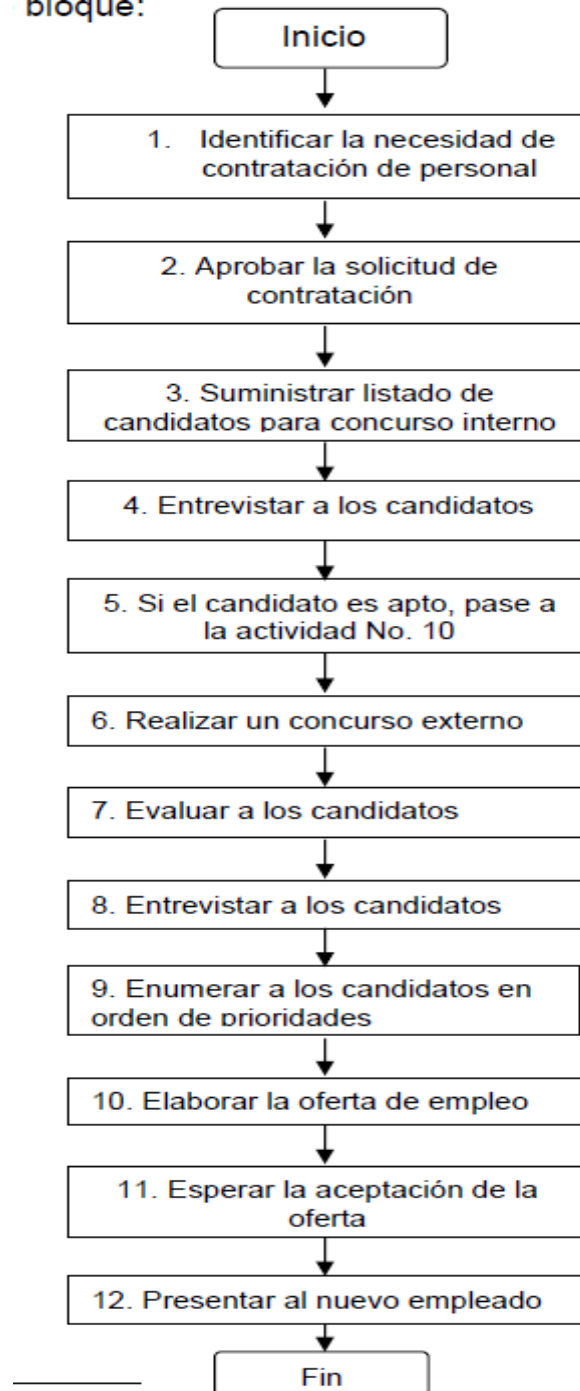 bloque:
Inicio
1. Identificar la necesidad de
contratación de personal
2. Aprobar la solicitud de
contratación
3. Suministrar listado de
candidatos para concurso interno
4. Entrevistar a los candidatos
5. Si el candidato es apto, pase a
la actividad No. 10
6. Realizar un concurso externo
7. Evaluar a los candidatos
8. Entrevistar a los candidatos
9. Enumerar a los candidatos en
orden de prioridades
10. Elaborar la oferta de empleo
11. Esperar la aceptación de la
oferta
12. Presentar al nuevo empleado
Fin